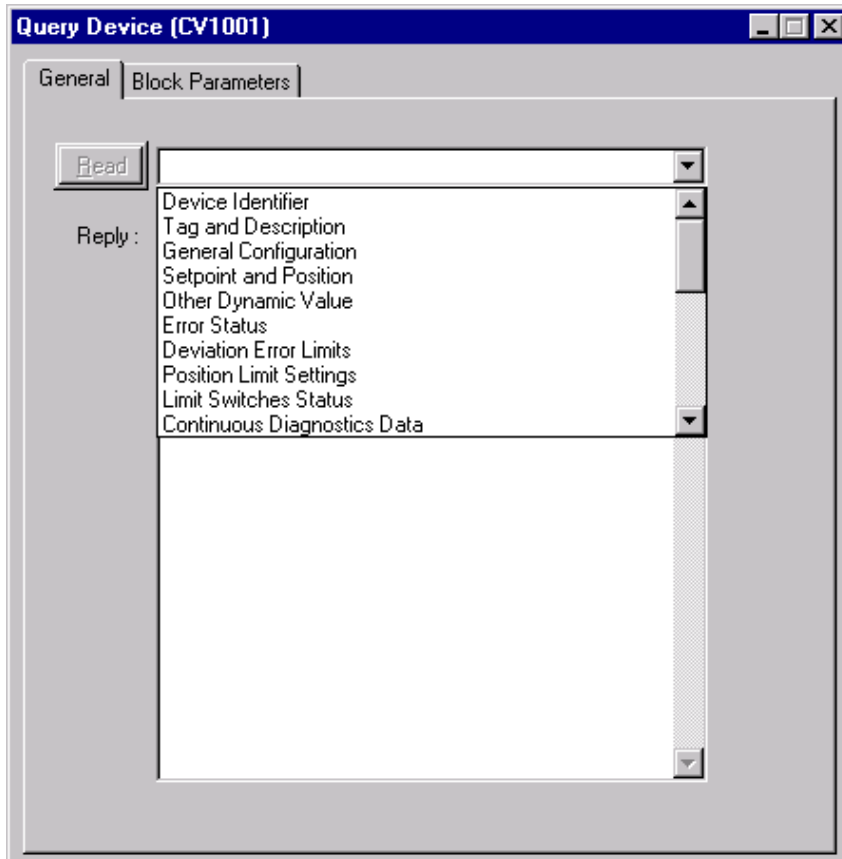 Query Device (CV1001)
General
Block Parameters
Read
Reply :
Device Identifier
Tag and Description
General Configuration
Setpoint and Position
Other Dynamic Value
Error Status
Deviation Error Limits
Position Limit Settings
Limit Switches Status
Continuous Diagnostics Data